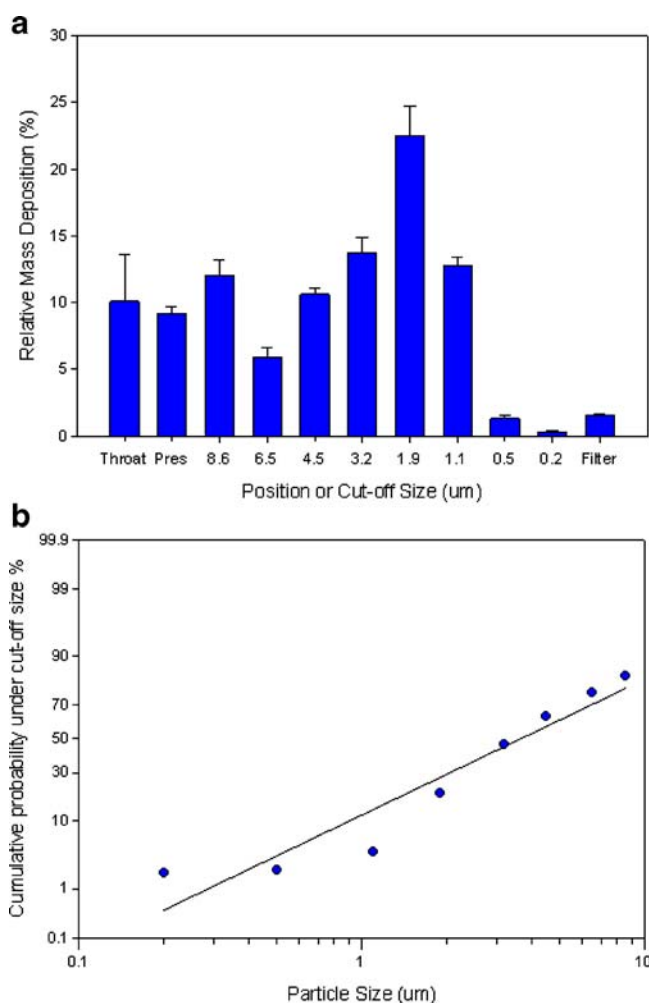 a
Relative Mass Deposition (%)
30
25
20
15
10
5
0
Throat Pres 8.6 6.5 4.5 3.2 1.9 1.1 0.5 0.2 Filter
Position or Cut-off Size (um)
b
Cumulative probability under cut-off size %
99.9
99
90
70
50
30
10
1
0.1
0.1 1 10
Particle Size (um)